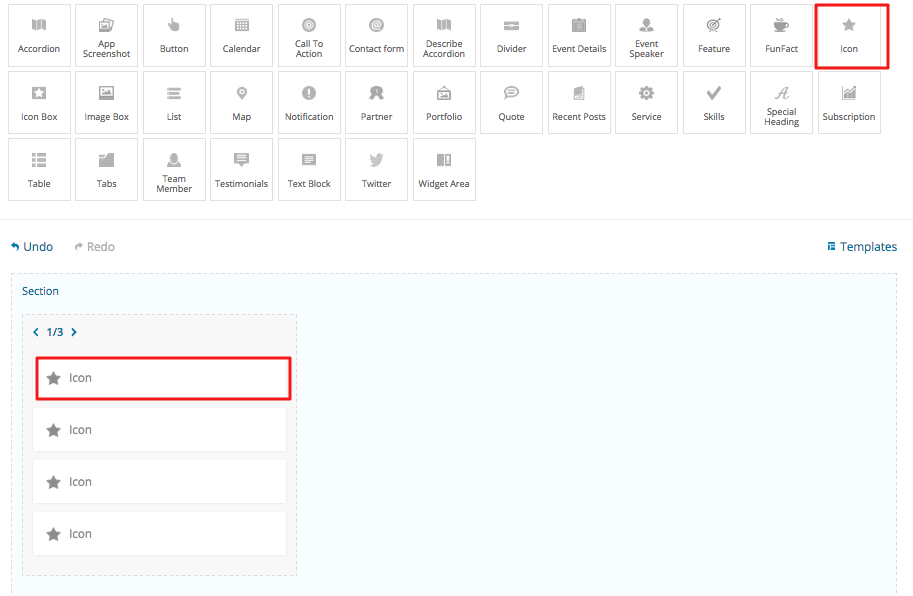 Accordion
App
Screenshot
Button
Calendar
Call To
Action
Contact form
Describe
Accordion
Divider
Event Details
Event
Speaker
Feature
FunFact
Icon
Icon Box
Image Box
List
Map
Notification
Partner
Portfolio
Quote
Recent Posts
Service
Skills
Special
Heading
Subscription
Table
Tabs
Team
Member
Testimonials
Text Block
Twitter
Widget Area
Undo
Redo
Templates
Section
1/3
Icon
Icon
Icon
Icon